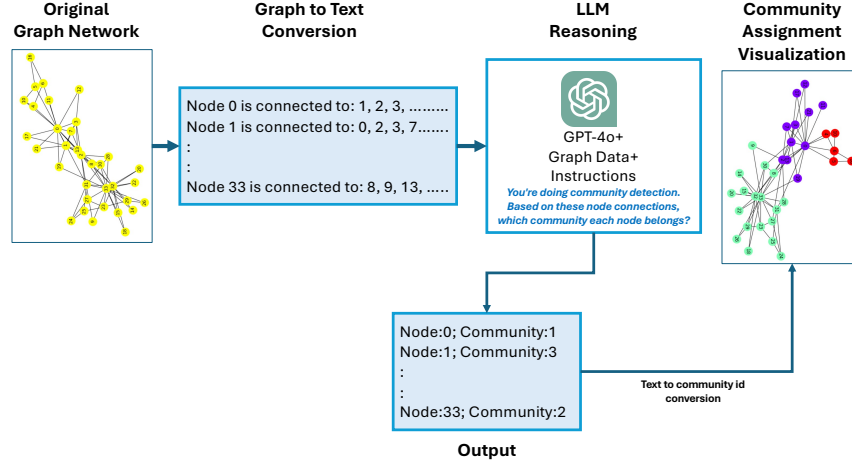 Original
Graph Network
Graph to Text
Conversion
LLM
Reasoning
Community
Assignment
Visualization
Node 0 is connected to: 1, 2, 3, .........
Node 1 is connected to: 0, 2, 3, 7.......
:
:
Node 33 is connected to: 8, 9, 13, .....
GPT-4o+
Graph Data+
Instructions
You're doing community detection.
Based on these node connections,
which community each node belongs?
Node:0; Community:1
Node:1; Community:3
:
:
Node:33; Community:2
Text to community id
conversion
Output